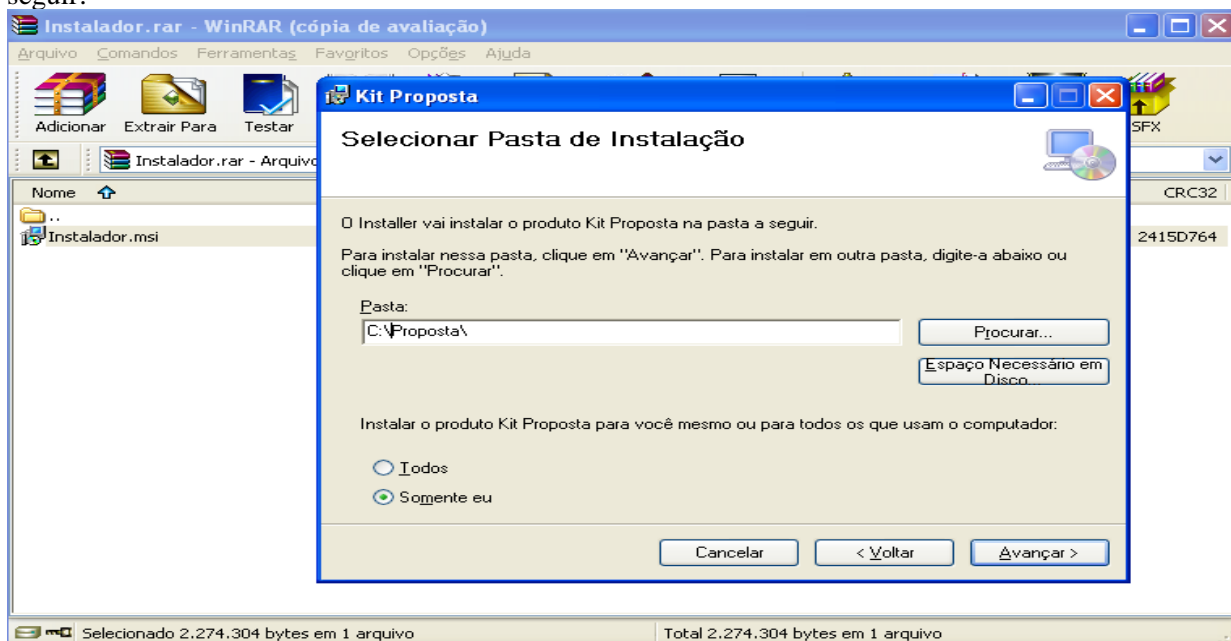 seguir:
Instalador.rar - WinRAR (cópia de avaliação)
Arquivo Comandos Ferramentas Favoritos Opções Ajuda
Adicionar Extrair Para Testar
SFX
Instalador.rar - Arquivo
Nome
CRC32
..
Instalador.msi
2415D764
Kit Proposta
Selecionar Pasta de Instalação
O Installer vai instalar o produto Kit Proposta na pasta a seguir.
Para instalar nessa pasta, clique em "Avançar". Para instalar em outra pasta, digite-a abaixo ou
clique em "Procurar".
Pasta:
C:\Proposta\
Procurar...
Espaço Necessário em
Disco...
Instalar o produto Kit Proposta para você mesmo ou para todos os que usam o computador:
Todos
Somente eu
Cancelar
< Voltar
Avançar >
Selecionado 2.274.304 bytes em 1 arquivo
Total 2.274.304 bytes em 1 arquivo